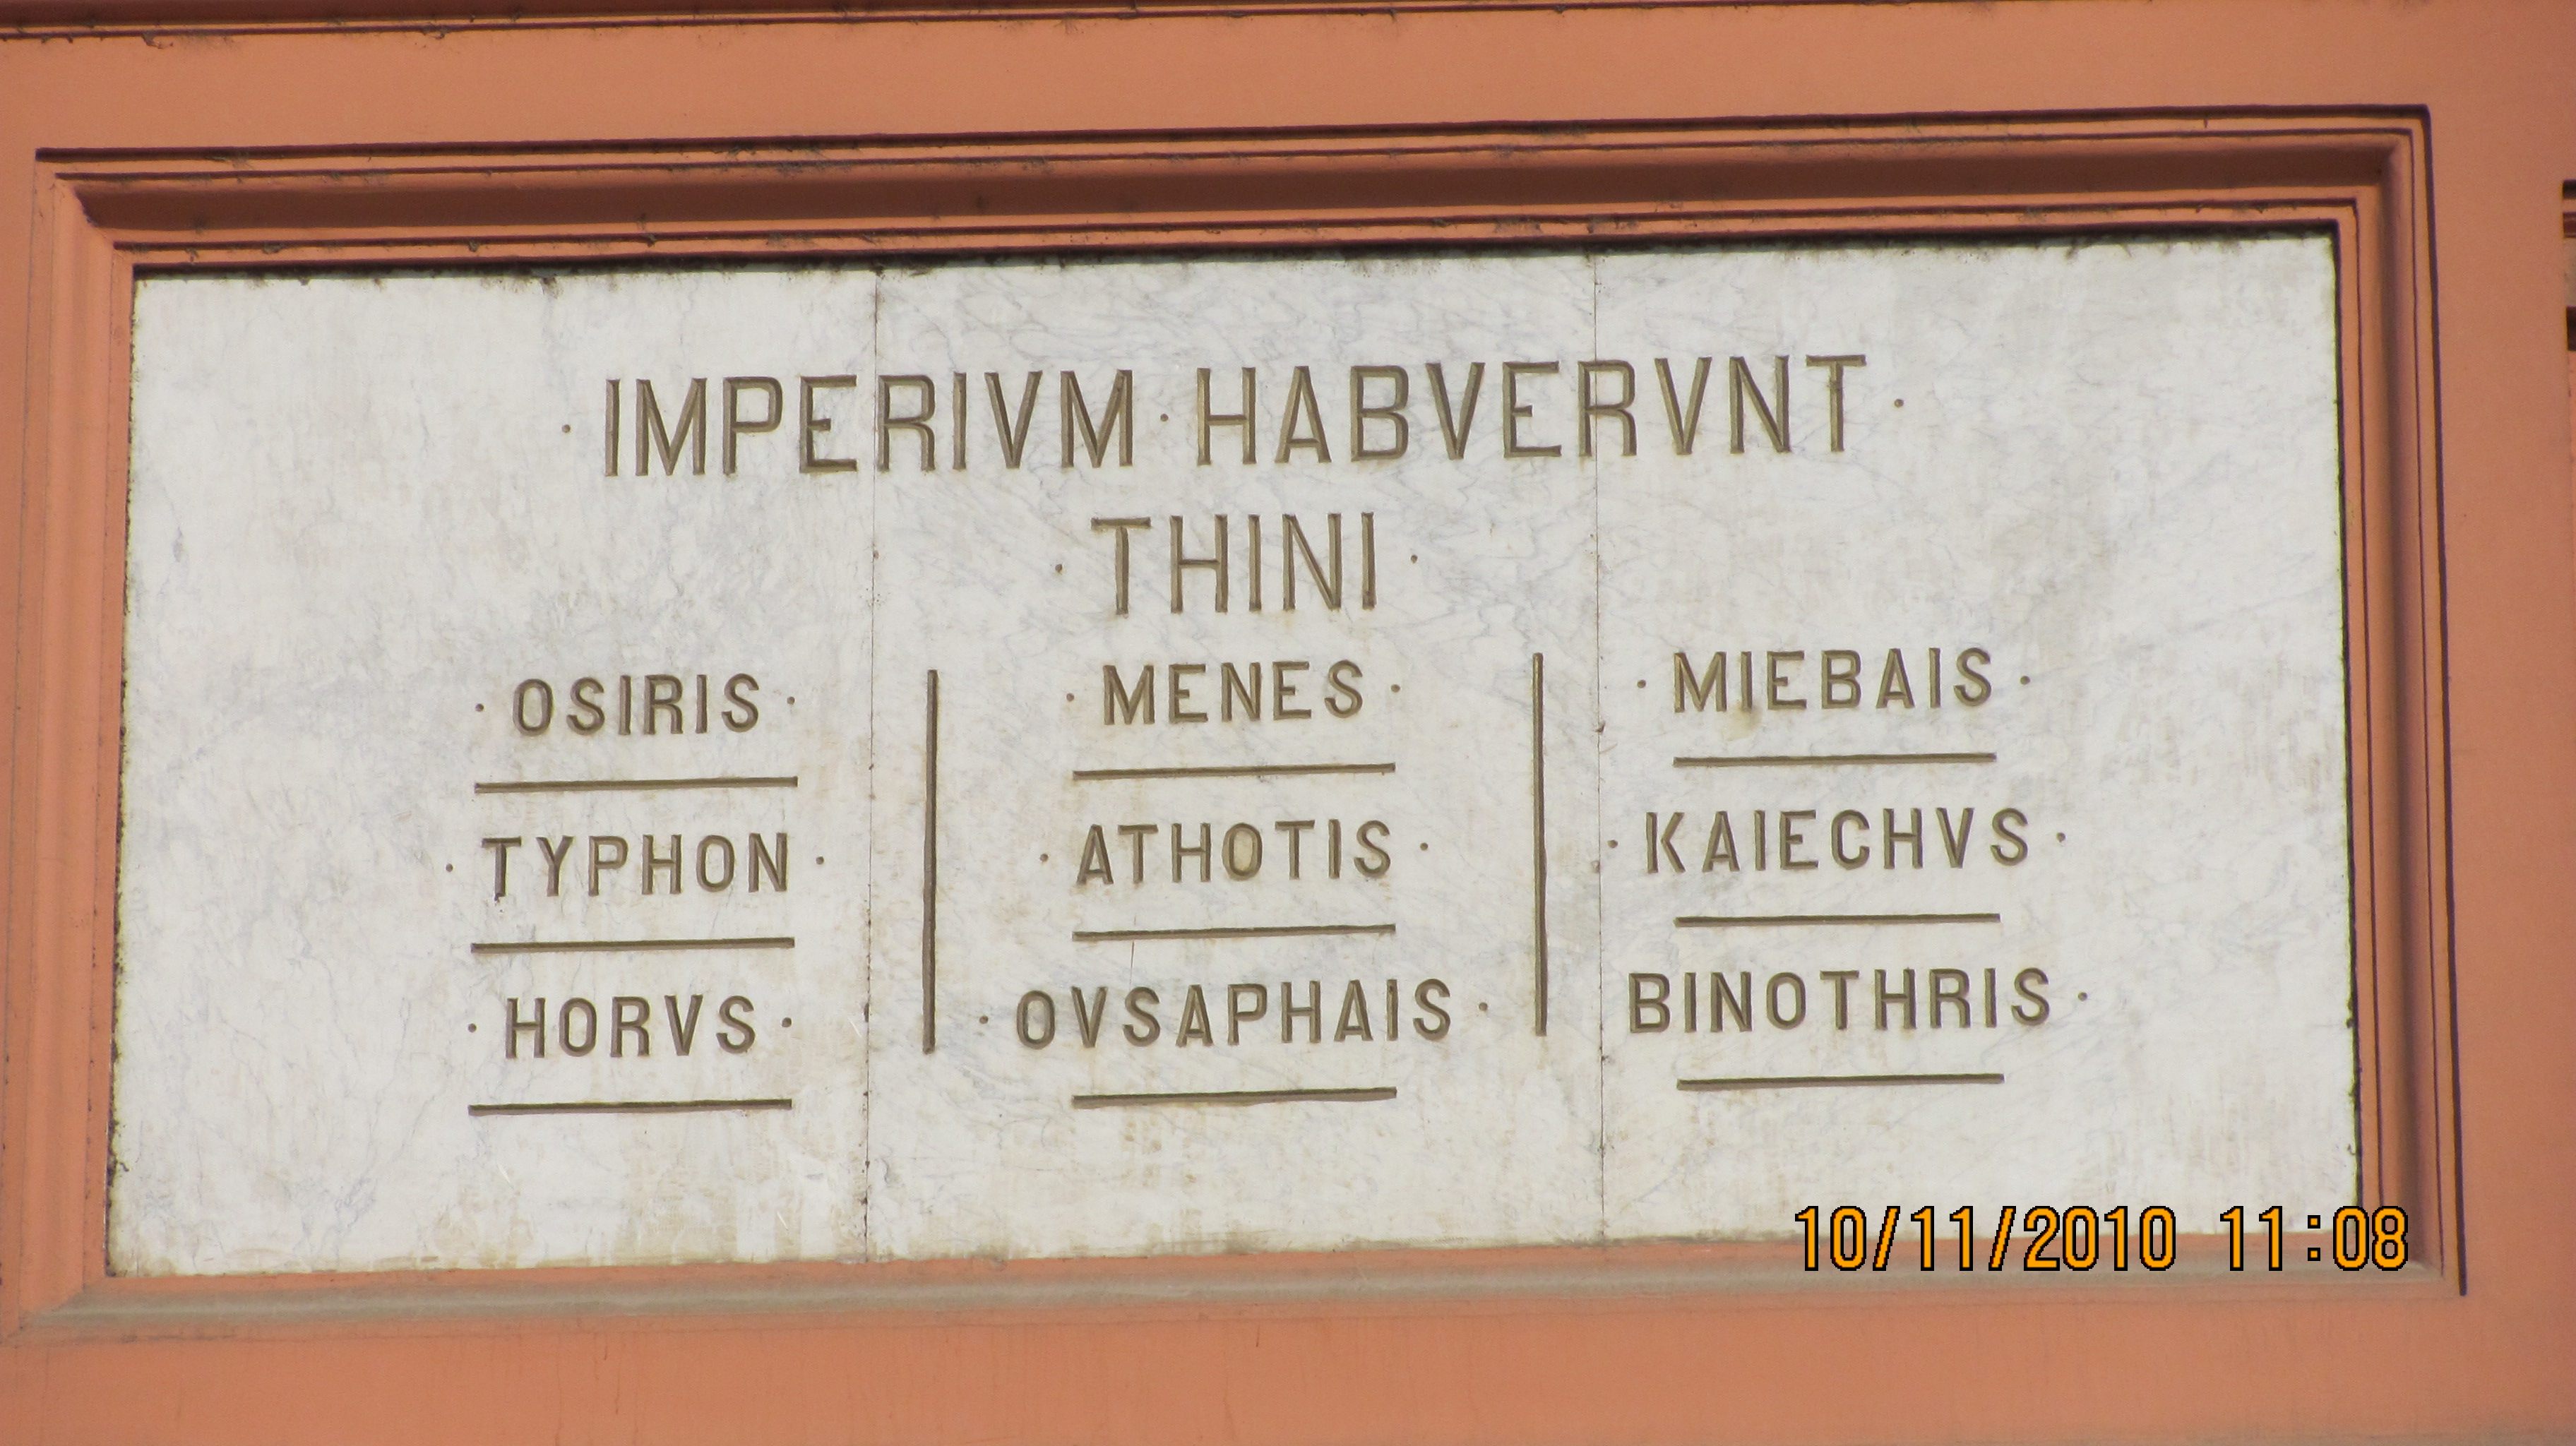 ·IMPERIVM·HABVERVNT·
·THINI·
·OSIRIS·
·TYPHON·
·HORVS·
·MENES·
·ATHOTIS·
·OVSAPHAIS·
·MIEBAIS·
·KAIECHVS·
BINOTHRIS·
10/11/2010 11:08